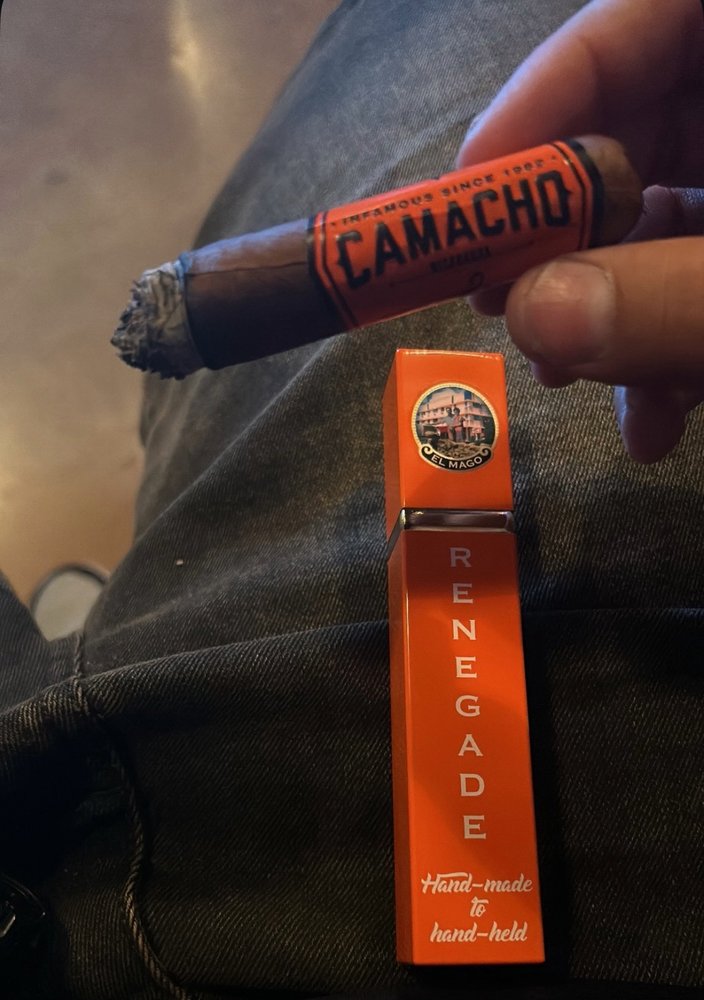 INFAMOUS SINCE 1962
CAMACHO
NICARAGUA
EL MAGO
RENEGADE
Hand-made
to
hand-held